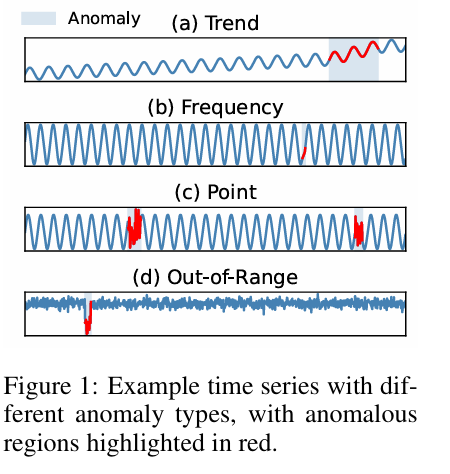 Anomaly
(a) Trend
(b) Frequency
(c) Point
(d) Out-of-Range
Figure 1: Example time series with dif-
ferent anomaly types, with anomalous
regions highlighted in red.